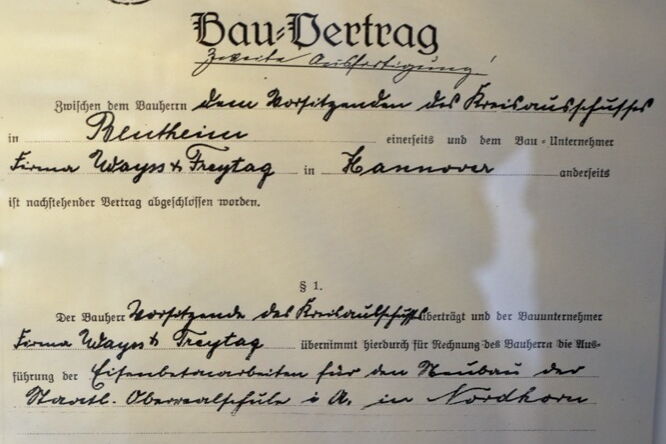 Bau-Vertrag
Zweite Ausfertigung!
Zwischen dem Bauherrn dem Vorsitzenden des Kreisausschusses
in Bentheim einerseits und dem Bau-Unternehmer
Firma Wayss & Freytag in Hannover anderseits
ist nachstehender Vertrag abgeschlossen worden.
§ 1.
Der Bauherr Vorsitzende des Kreisausschuss überträgt und der Bauunternehmer
Firma Wayss & Freytag übernimmt hierdurch für Rechnung des Bauherrn die Aus-
führung der Eisenbetonarbeiten für den Neubau der
Staatl. Oberrealschule i. A. in Nordhorn